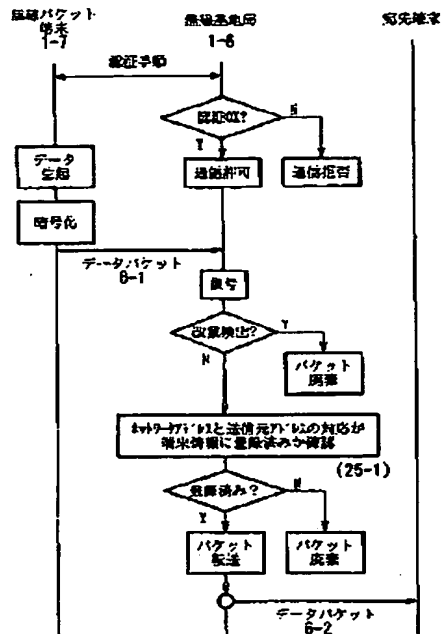 無線パケット
端末
1-7
無線基地局
1-6
宛先端末
認証手順
認証OK?
N
Y
データ
生起
通信許可
通信拒否
暗号化
データパケット
6-1
復号
改竄検出?
Y
N
パケット
廃棄
ネットワークアドレスと送信元アドレスの対応が
端末情報に登録済みか確認
(25-1)
登録済み?
N
Y
パケット
転送
パケット
廃棄
データパケット
6-2